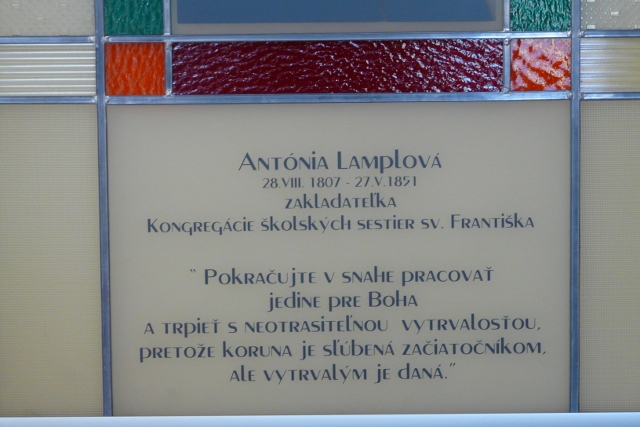 Antónia Lamplová
28.VIII. 1807 - 27.V.1851
zakladateľka
Kongregácie školských sestier sv. Františka
"Pokračujte v snahe pracovať
jedine pre Boha
a trpieť s neotrasiteľnou vytrvalosťou,
pretože koruna je sľúbená začiatočníkom,
ale vytrvalým je daná."